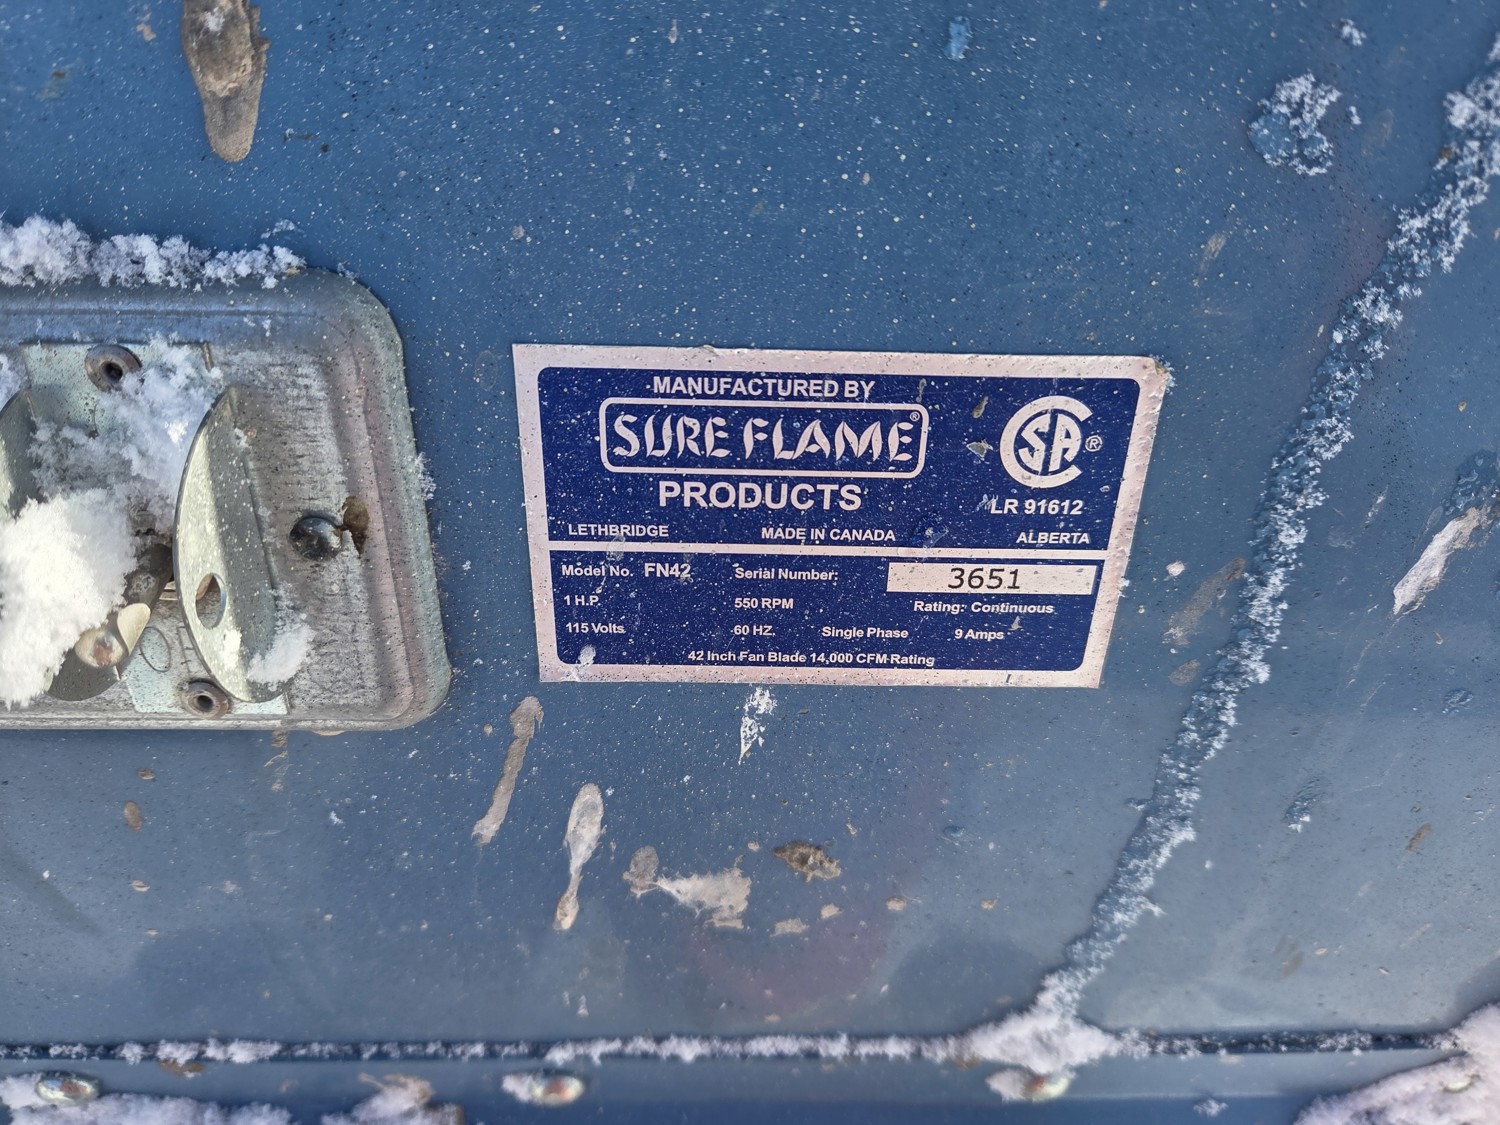 MANUFACTURED BY
SURE FLAME®
PRODUCTS
CSA ®
LR 91612
LETHBRIDGE MADE IN CANADA ALBERTA
Model No. FN42 Serial Number: 3651
1 H.P. 550 RPM Rating: Continuous
115 Volts 60 HZ. Single Phase 9 Amps
42 Inch Fan Blade 14,000 CFM Rating